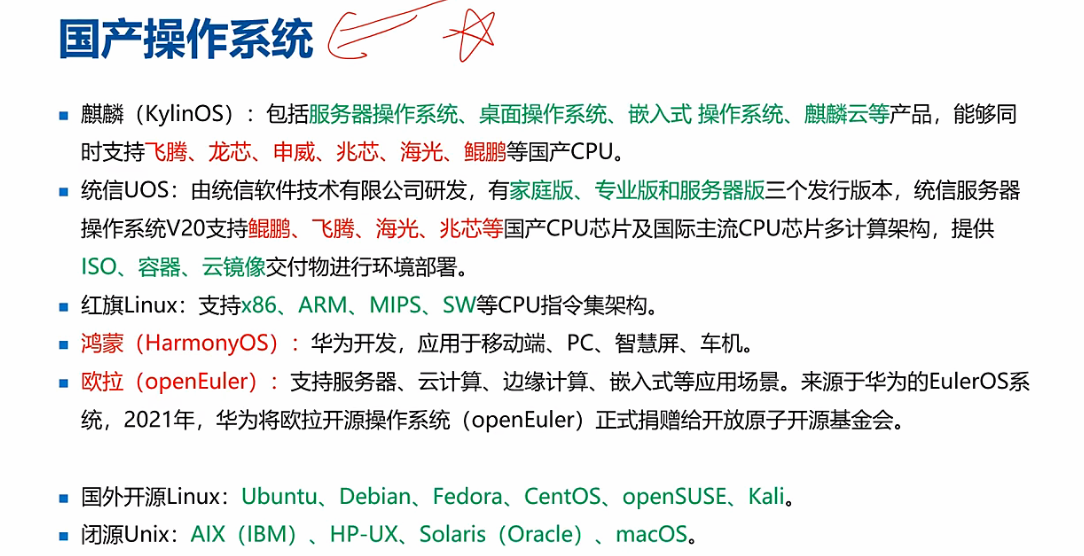 国产操作系统
麒麟（KylinOS）：包括服务器操作系统、桌面操作系统、嵌入式 操作系统、麒麟云等产品，能够同
时支持飞腾、龙芯、申威、兆芯、海光、鲲鹏等国产CPU。
统信UOS：由统信软件技术有限公司研发，有家庭版、专业版和服务器版三个发行版本，统信服务器
操作系统V20支持鲲鹏、飞腾、海光、兆芯等国产CPU芯片及国际主流CPU芯片多计算架构，提供
ISO、容器、云镜像交付物进行环境部署。
红旗Linux：支持x86、ARM、MIPS、SW等CPU指令集架构。
鸿蒙（HarmonyOS）：华为开发，应用于移动端、PC、智慧屏、车机。
欧拉（openEuler）：支持服务器、云计算、边缘计算、嵌入式等应用场景。来源于华为的EulerOS系
统，2021年，华为将欧拉开源操作系统（openEuler）正式捐赠给开放原子开源基金会。
国外开源Linux：Ubuntu、Debian、Fedora、CentOS、openSUSE、Kali。
闭源Unix：AIX（IBM）、HP-UX、Solaris（Oracle）、macOS。